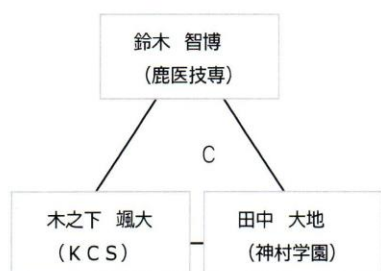 鈴木 智博
(鹿医技専)
C
木之下 颯大
(KCS)
田中 大地
(神村学園)